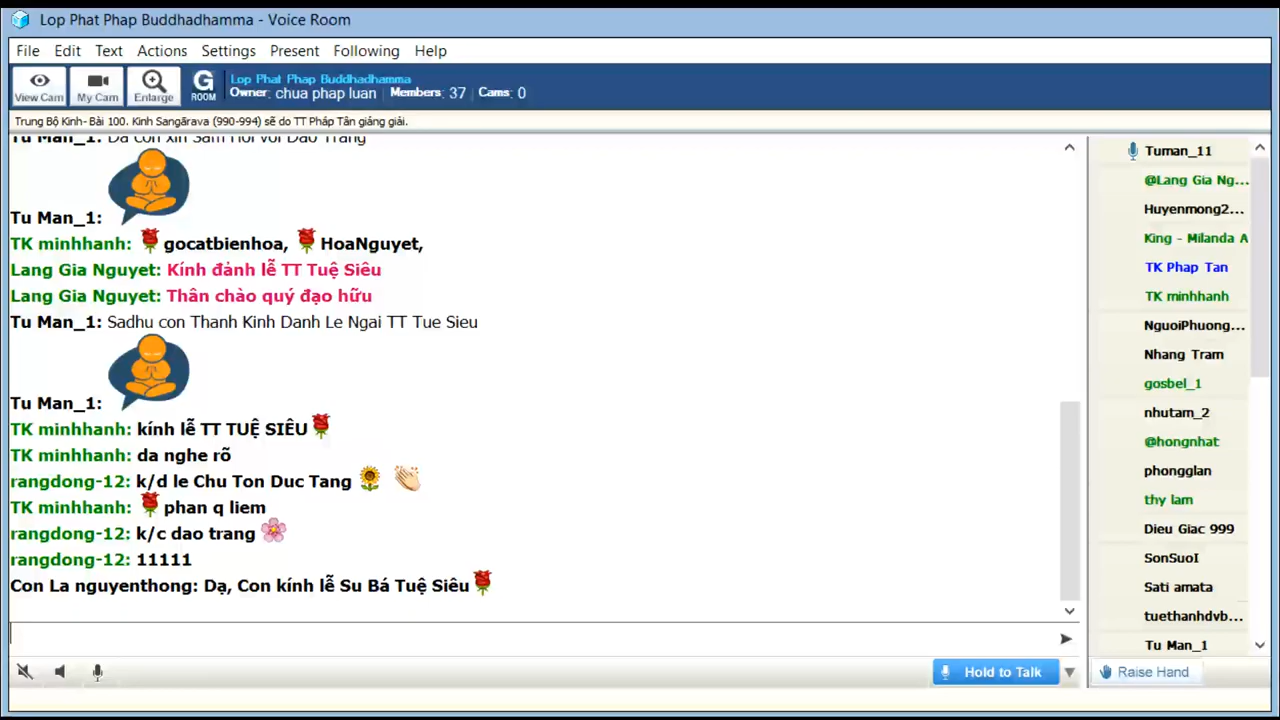 Lop Phat Phap Buddhadhamma - Voice Room
File Edit Text Actions Settings Present Following Help
View Cam
My Cam
Enlarge
G ROOM
Lop Phat Phap Buddhadhamma
Owner: chua phap luan | Members: 37 | Cams: 0
Trung Bộ Kinh- Bài 100. Kinh Sangārava (990-994) sẽ do TT Pháp Tân giảng giải.
Tu Man_1: Da con xin Sam Hoi voi Dao Trang
Tu Man_1:
TK minhhanh: gocatbienhoa, HoaNguyet,
Lang Gia Nguyet: Kính đảnh lễ TT Tuệ Siêu
Lang Gia Nguyet: Thân chào quý đạo hữu
Tu Man_1: Sadhu con Thanh Kinh Danh Le Ngai TT Tue Sieu
Tu Man_1:
TK minhhanh: kính lễ TT TUỆ SIÊU
TK minhhanh: da nghe rõ
rangdong-12: k/d le Chu Ton Duc Tang
TK minhhanh: phan q liem
rangdong-12: k/c dao trang
rangdong-12: 11111
Con La nguyenthong: Dạ, Con kính lễ Su Bá Tuệ Siêu
Hold to Talk
Tuman_11
@Lang Gia Ng...
Huyenmong2...
King - Milanda A
TK Phap Tan
TK minhhanh
NguoiPhuong...
Nhang Tram
gosbel_1
nhutam_2
@hongnhat
phongglan
thy lam
Dieu Giac 999
SonSuoI
Sati amata
tuethanhdvb...
Tu Man_1
Raise Hand